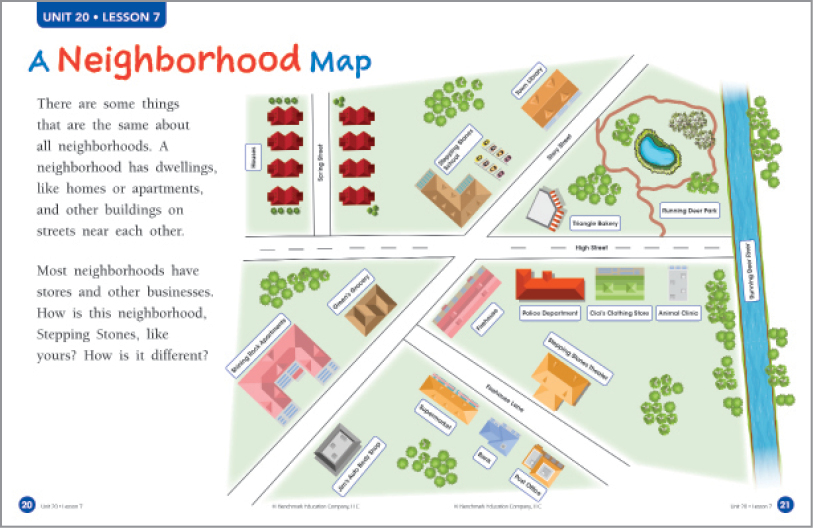 UNIT 20 • LESSON 7
A Neighborhood Map
There are some things
that are the same about
all neighborhoods. A
neighborhood has dwellings,
like homes or apartments,
and other buildings on
streets near each other.
Most neighborhoods have
stores and other businesses.
How is this neighborhood,
Stepping Stones, like
yours? How is it different?
Houses
Spring Street
Stepping Stones
School
Town Library
Story Street
Triangle Bakery
Running Deer Park
High Street
Running Deer River
Shining Rock Apartments
Green's Grocery
Firehouse
Police Department
Cici's Clothing Store
Animal Clinic
Stepping Stones Theater
Firehouse Lane
Supermarket
Bank
Post Office
Jim's Auto Body Shop
20
Unit 20 • Lesson 7
© Benchmark Education Company, LLC
© Benchmark Education Company, LLC
Unit 20 • Lesson 7
21